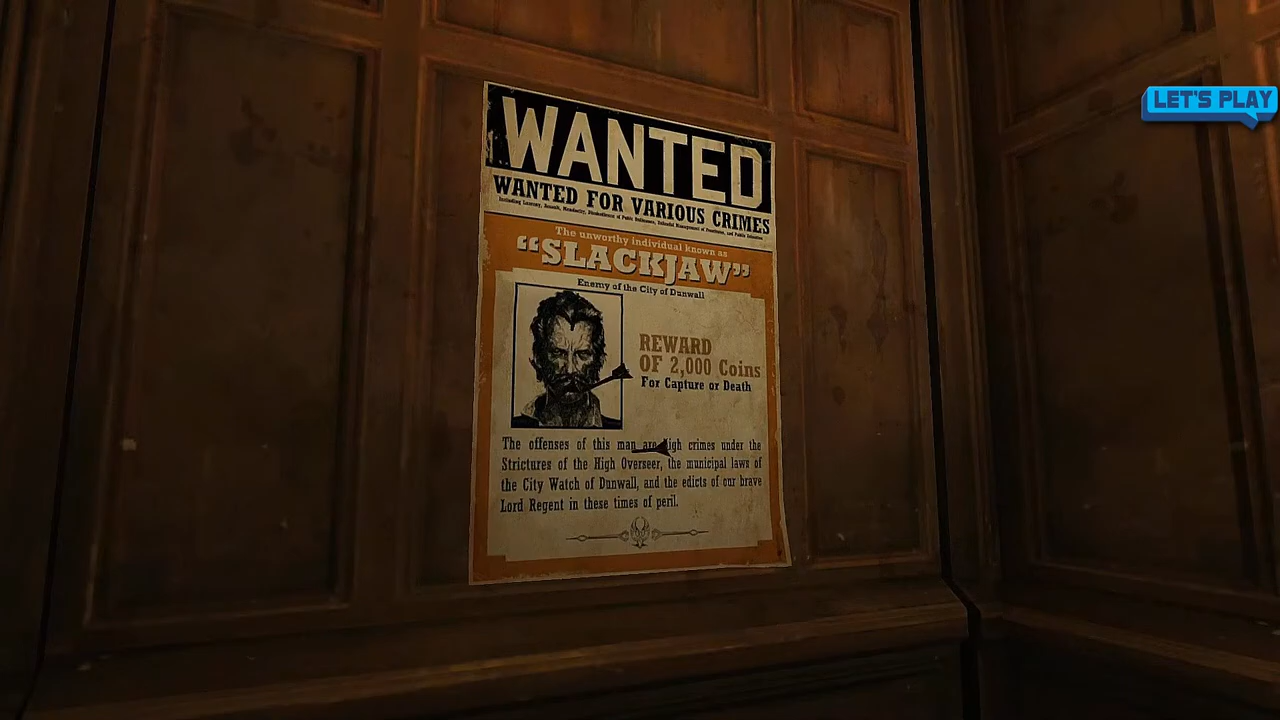 LET'S PLAY
WANTED
WANTED FOR VARIOUS CRIMES
The unworthy individual known as
“SLACKJAW”
Enemy of the City of Dunwall
REWARD
OF 2,000 Coins
For Capture or Death
The offenses of this man are high crimes under the
Strictures of the High Overseer, the municipal laws of
the City Watch of Dunwall, and the edicts of our brave
Lord Regent in these times of peril.